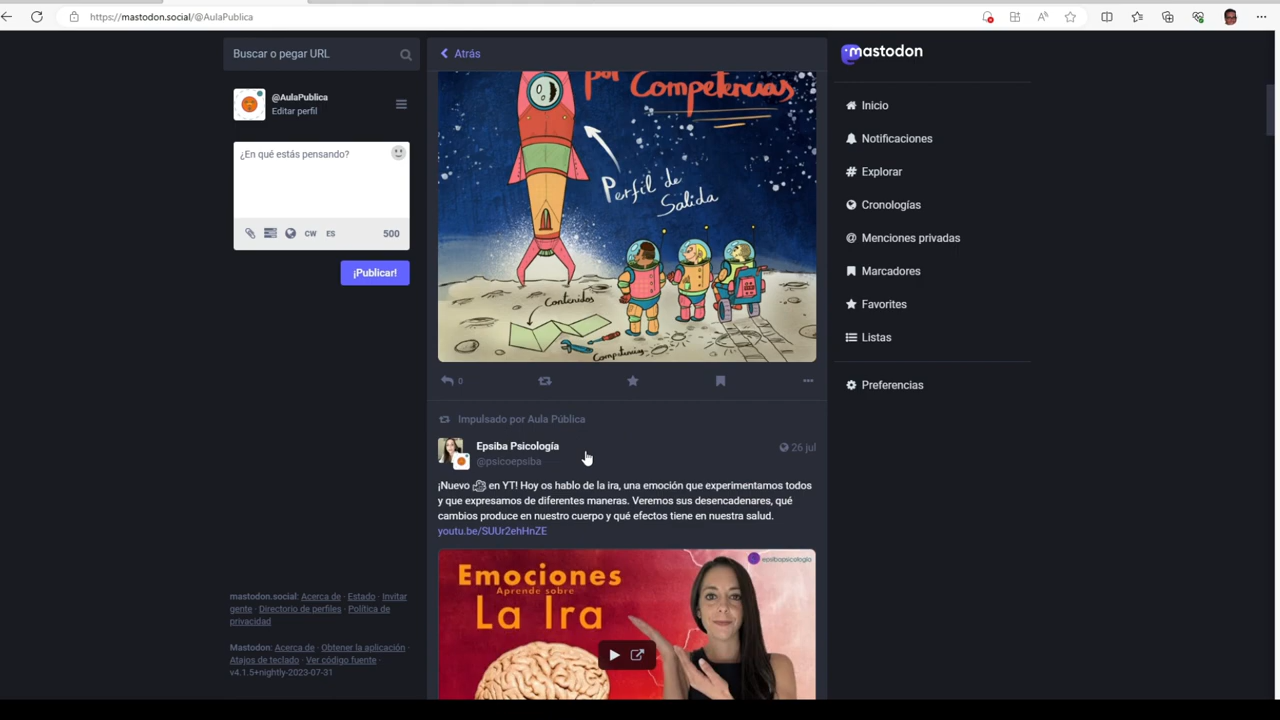 https://mastodon.social/@AulaPublica
Buscar o pegar URL
@AulaPublica
Editar perfil
¿En qué estás pensando?
CW ES 500
¡Publicar!
mastodon.social: Acerca de · Estado · Invitar
gente · Directorio de perfiles · Política de
privacidad
Mastodon: Acerca de · Obtener la aplicación ·
Atajos de teclado · Ver código fuente ·
v4.1.5+nightly-2023-07-31
Atrás
por Competencias
Perfil de
Salida
Contenidos
Competencias
0
Impulsado por Aula Pública
Epsiba Psicología
@psicoepsiba
26 jul
¡Nuevo en YT! Hoy os hablo de la ira, una emoción que experimentamos todos
y que expresamos de diferentes maneras. Veremos sus desencadenares, qué
cambios produce en nuestro cuerpo y qué efectos tiene en nuestra salud.
youtu.be/SUUr2ehHnZE
epsibapsicología
Emociones
Aprende sobre
La Ira
mastodon
Inicio
Notificaciones
Explorar
Cronologías
Menciones privadas
Marcadores
Favorites
Listas
Preferencias